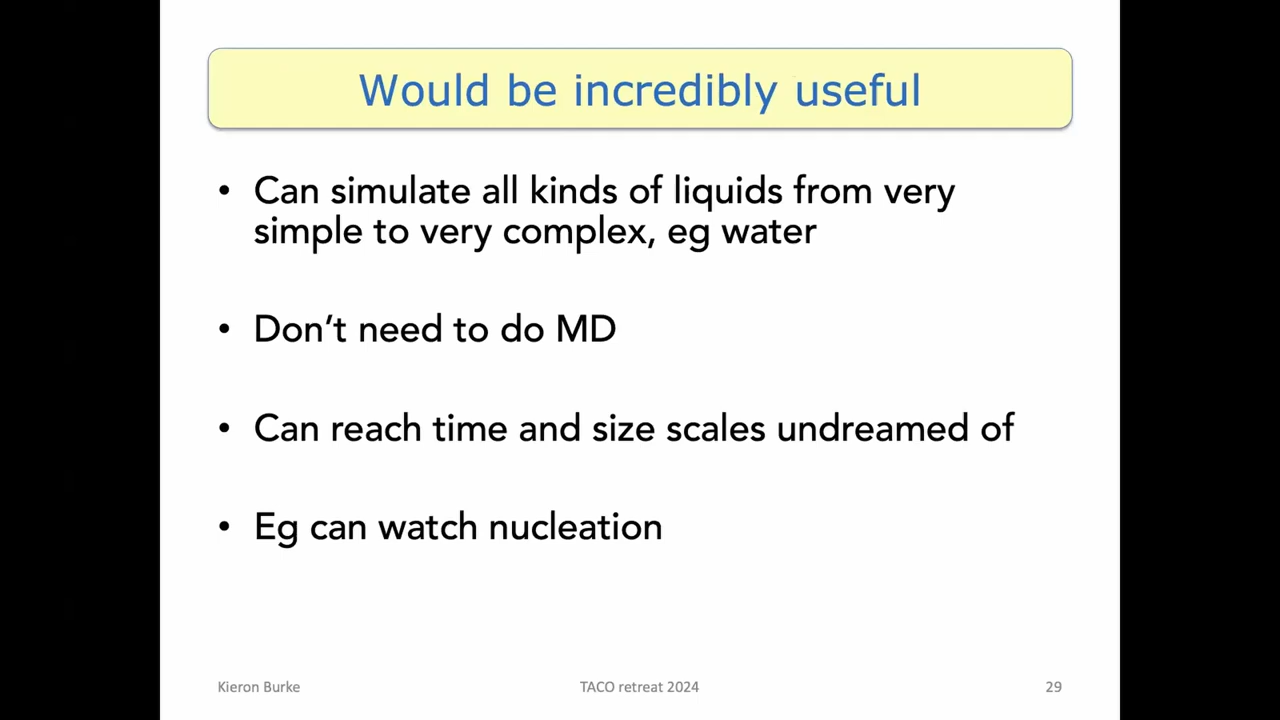 Would be incredibly useful
• Can simulate all kinds of liquids from very
simple to very complex, eg water
• Don’t need to do MD
• Can reach time and size scales undreamed of
• Eg can watch nucleation
Kieron Burke
TACO retreat 2024
29